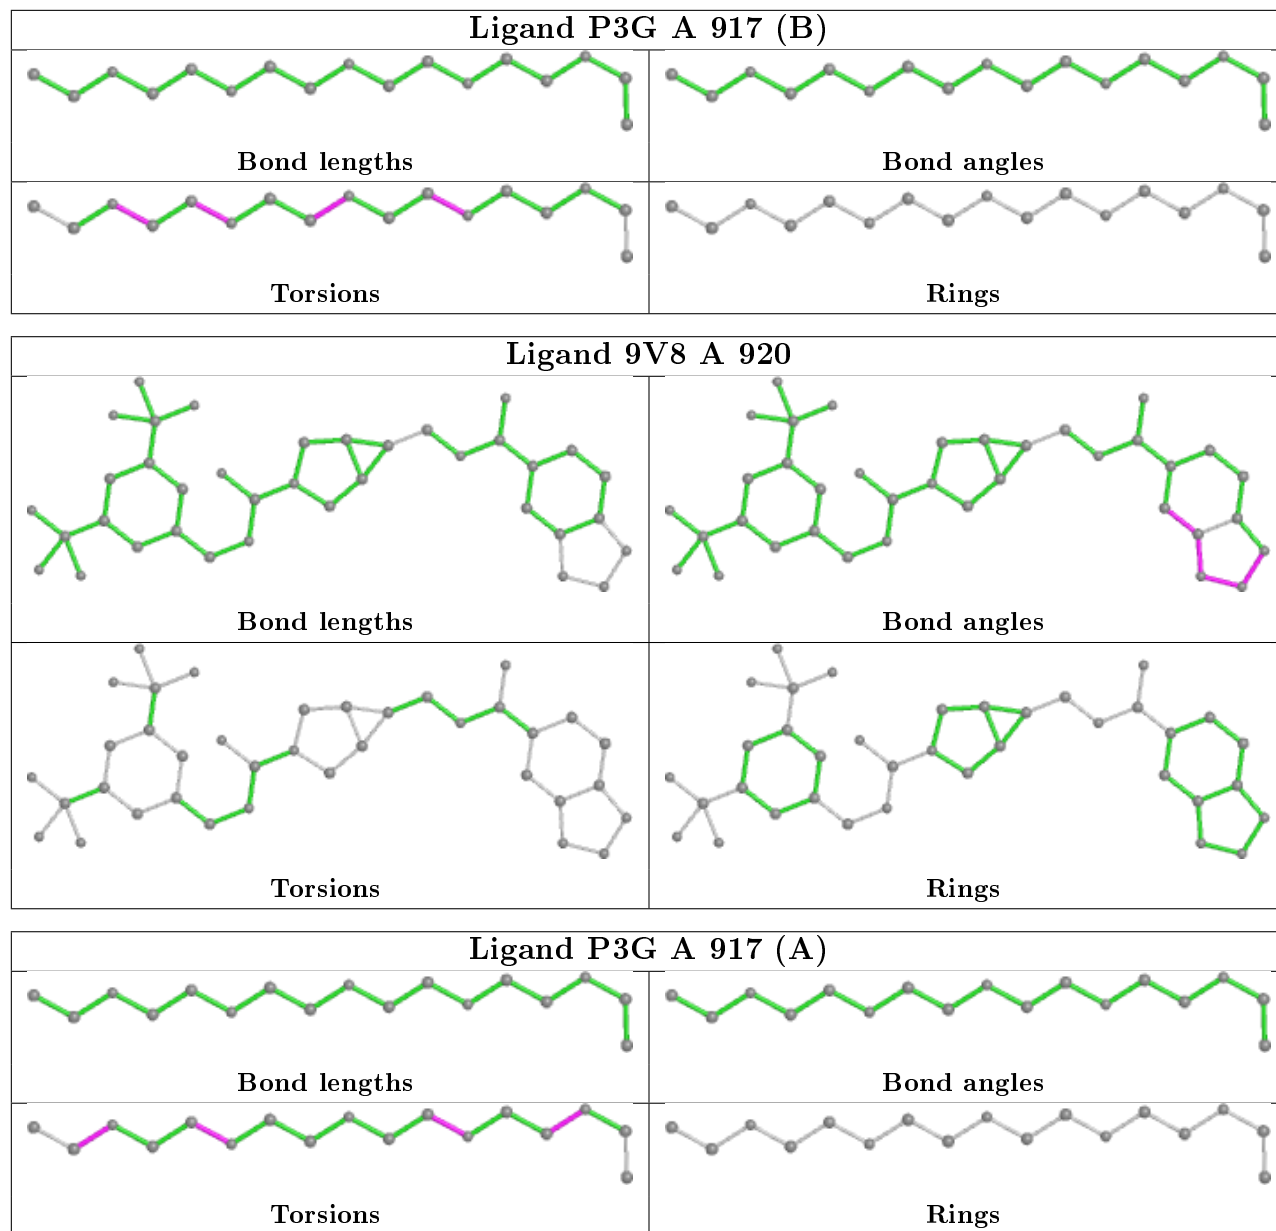 Ligand P3G A 917 (B)
Bond lengths
Bond angles
Torsions
Rings
Ligand 9V8 A 920
Bond lengths
Bond angles
Torsions
Rings
Ligand P3G A 917 (A)
Bond lengths
Bond angles
Torsions
Rings